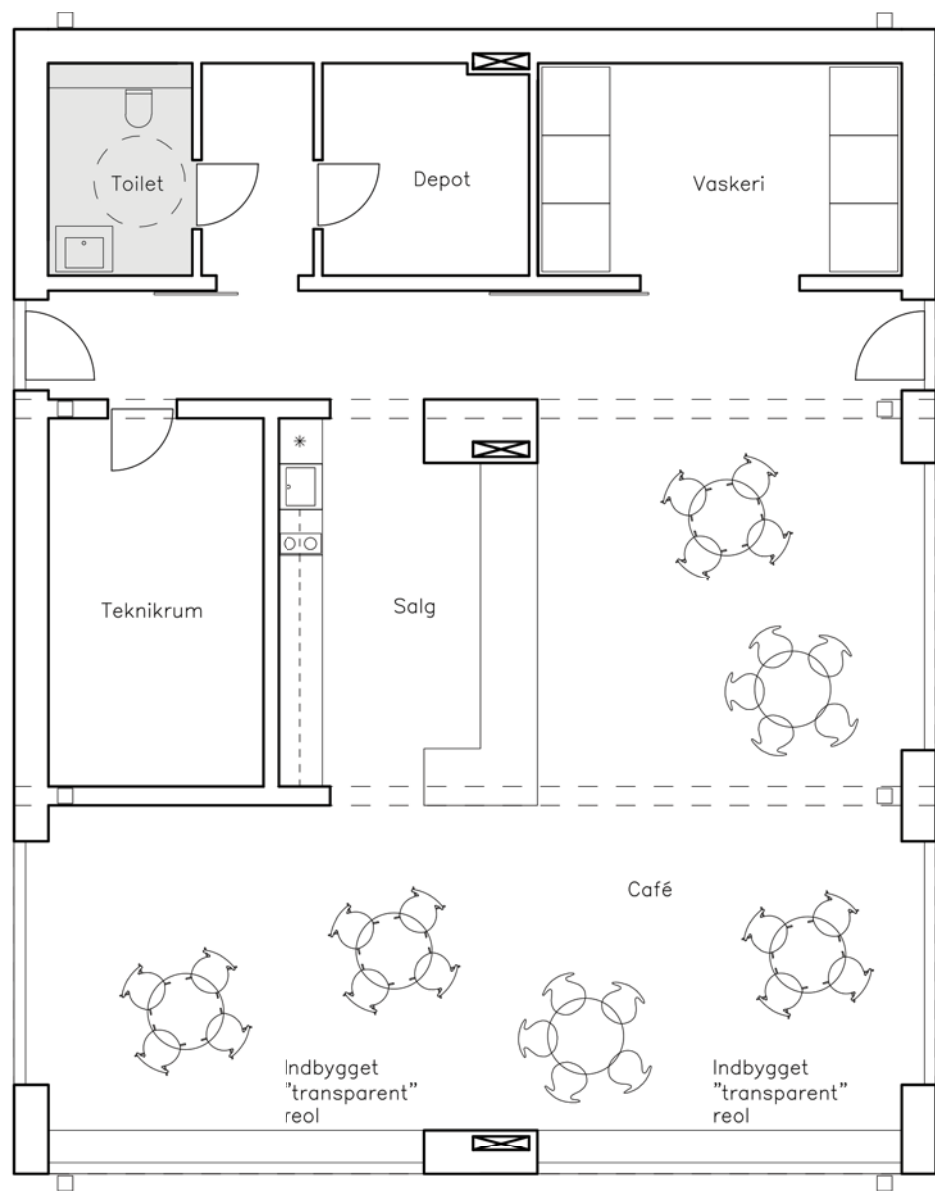 Toilet
Depot
Vaskeri
Teknikrum
Salg
Café
Indbygget
"transparent"
reol
Indbygget
"transparent"
reol